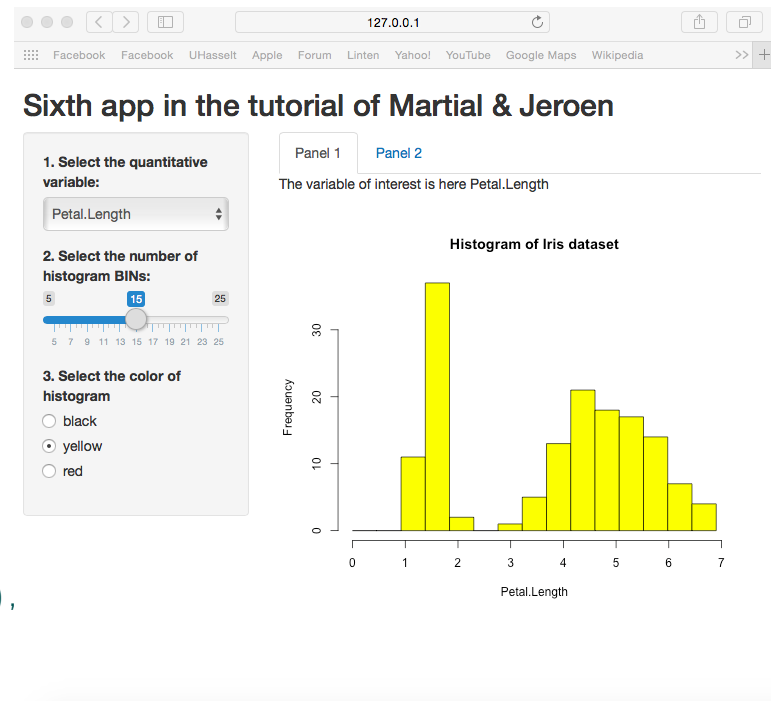 127.0.0.1
Facebook Facebook UHasselt Apple Forum Linten Yahoo! YouTube Google Maps Wikipedia >> +
Sixth app in the tutorial of Martial & Jeroen
1. Select the quantitative
variable:
Petal.Length
2. Select the number of
histogram BINs:
5 15 25
5 7 9 11 13 15 17 19 21 23 25
3. Select the color of
histogram
black
yellow
red
Panel 1 Panel 2
The variable of interest is here Petal.Length
Histogram of Iris dataset
Frequency
30
20
10
0
0 1 2 3 4 5 6 7
Petal.Length
),